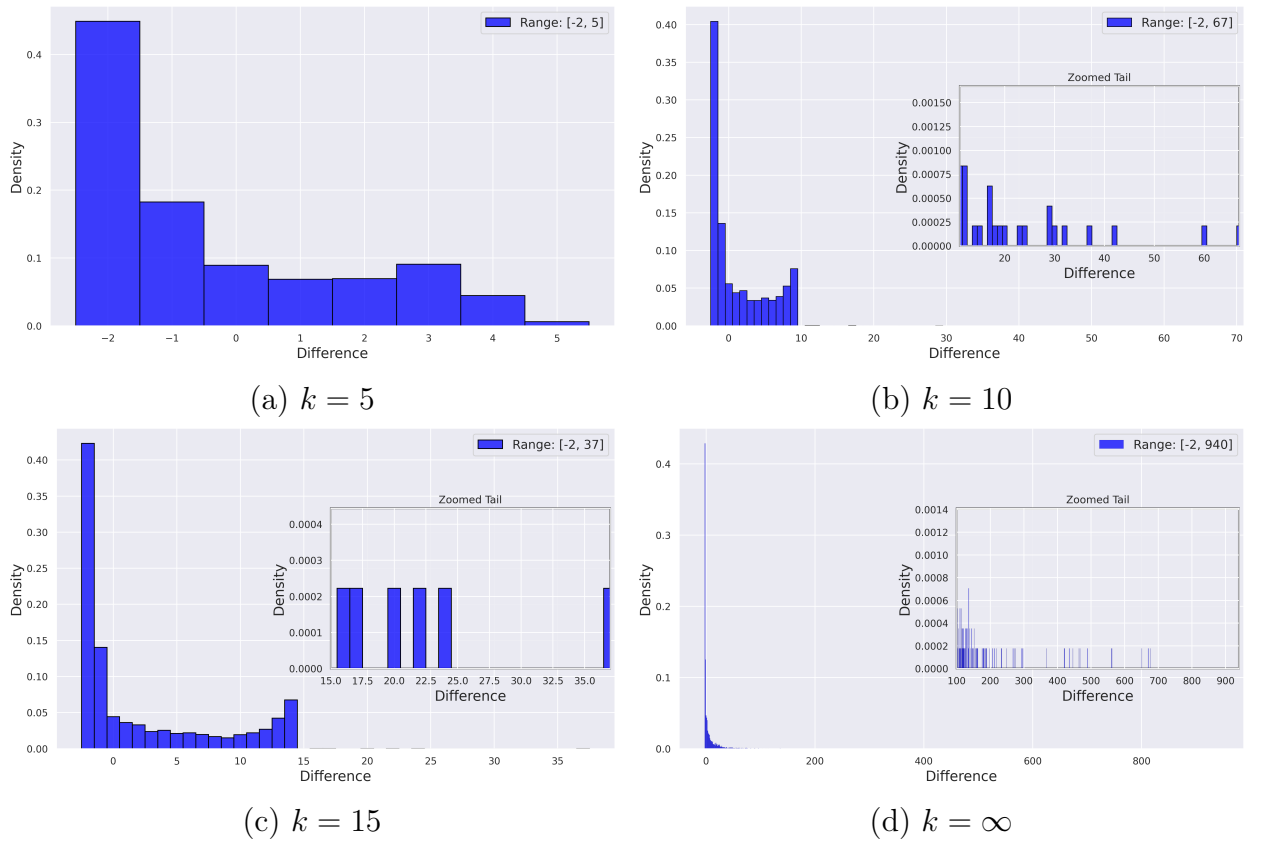 Range: [-2, 5]
0.4
0.3
0.2
0.1
0.0
Density
−2 −1 0 1 2 3 4 5
Difference
(a) k = 5
Range: [-2, 67]
0.40
0.35
0.30
0.25
0.20
0.15
0.10
0.05
0.00
Density
0 10 20 30 40 50 60 70
Difference
Zoomed Tail
0.00150
0.00125
0.00100
0.00075
0.00050
0.00025
0.00000
Density
20 30 40 50 60
Difference
(b) k = 10
Range: [-2, 37]
0.40
0.35
0.30
0.25
0.20
0.15
0.10
0.05
0.00
Density
0 5 10 15 20 25 30 35
Difference
Zoomed Tail
0.0004
0.0003
0.0002
0.0001
0.0000
Density
15.0 17.5 20.0 22.5 25.0 27.5 30.0 32.5 35.0
Difference
(c) k = 15
Range: [-2, 940]
0.4
0.3
0.2
0.1
0.0
Density
0 200 400 600 800
Difference
Zoomed Tail
0.0014
0.0012
0.0010
0.0008
0.0006
0.0004
0.0002
0.0000
Density
100 200 300 400 500 600 700 800 900
Difference
(d) k = ∞